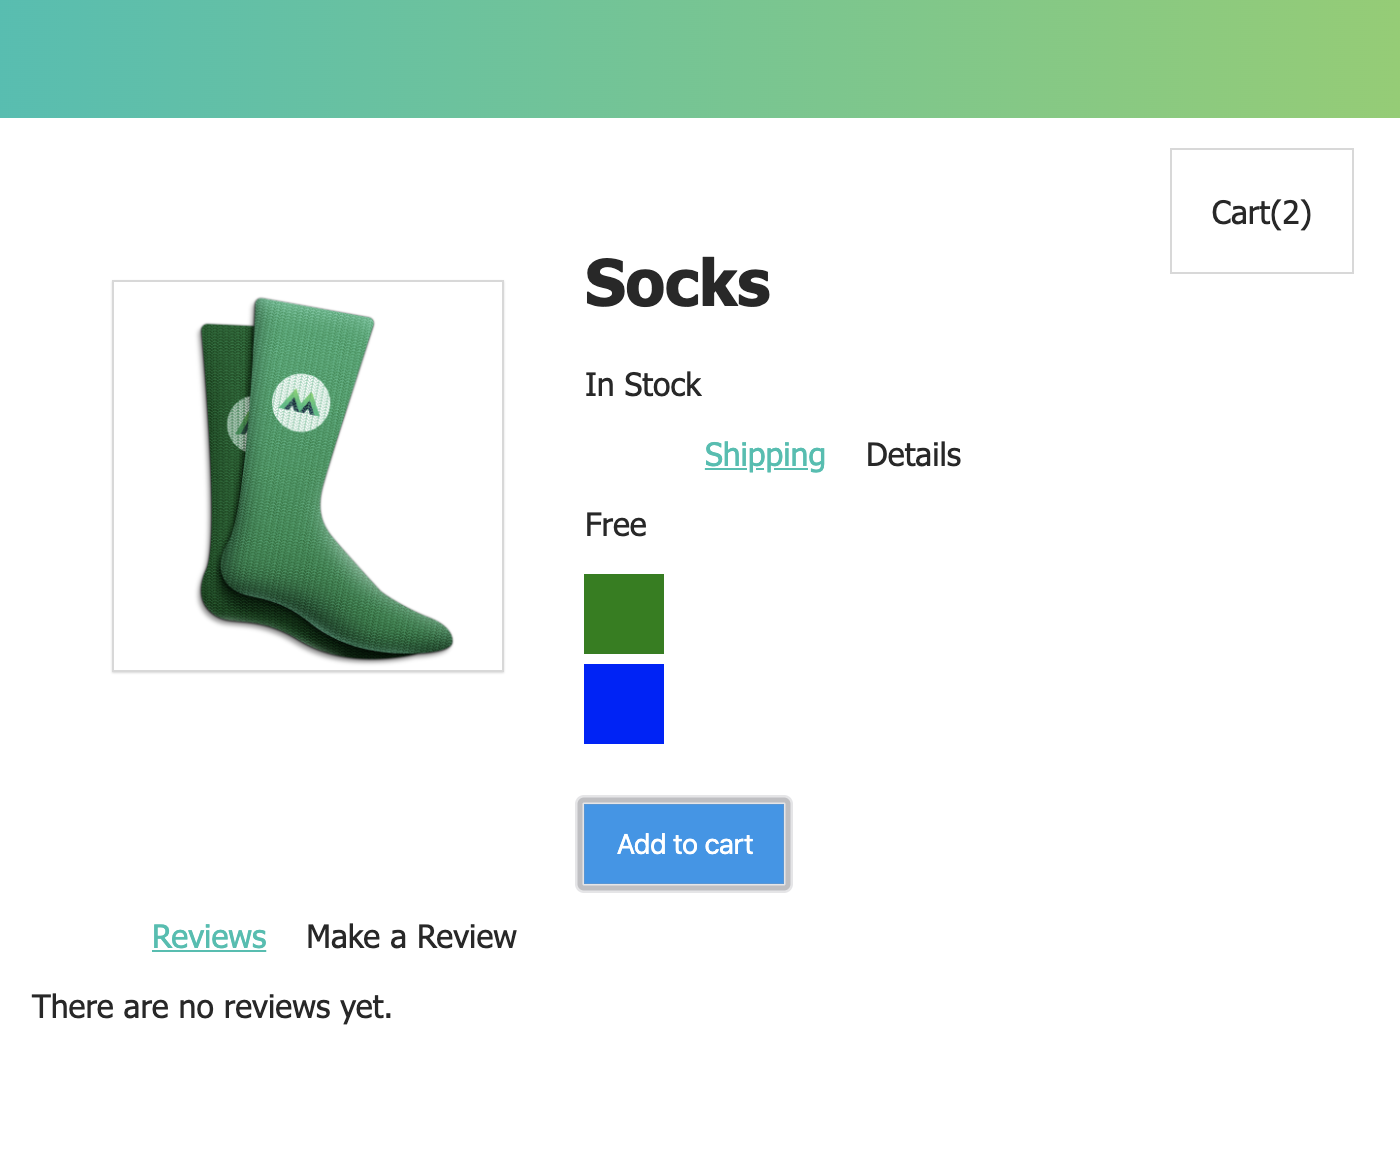 Cart(2)
Socks
In Stock
Shipping Details
Free
Add to cart
Reviews Make a Review
There are no reviews yet.